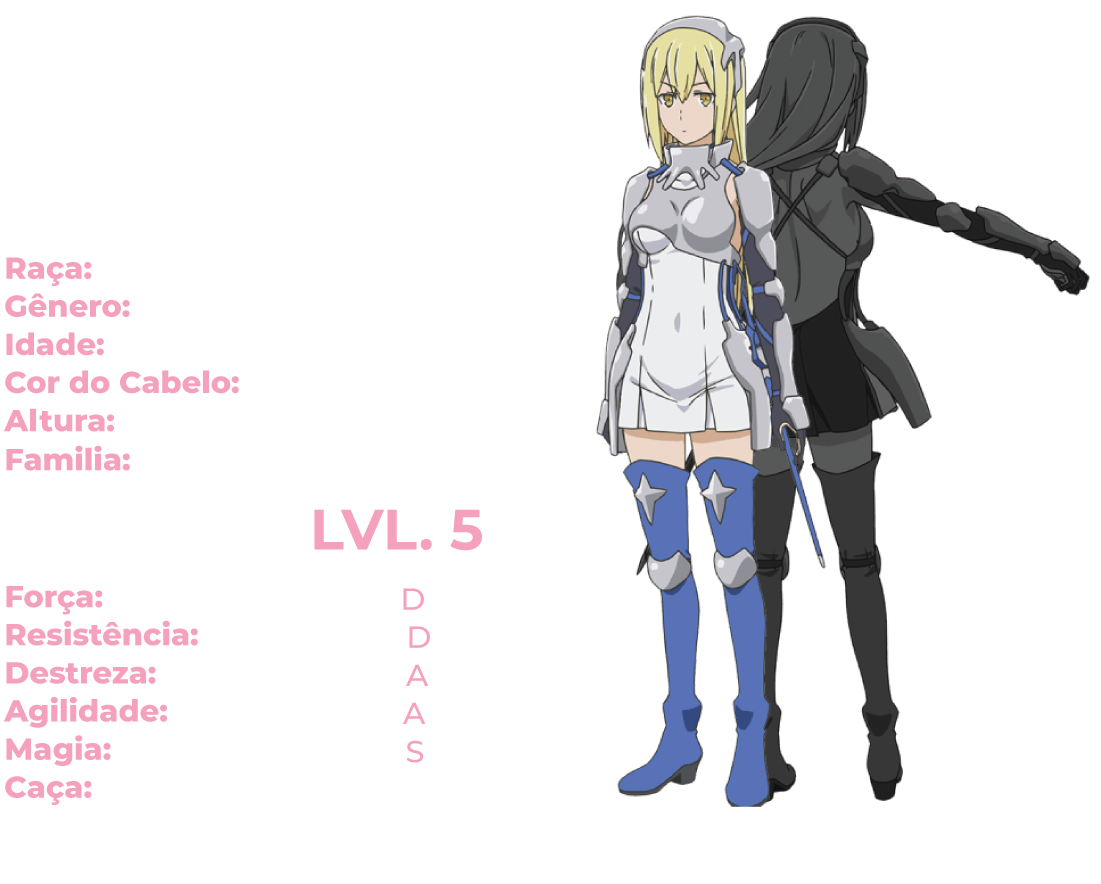 Raça:
Gênero:
Idade:
Cor do Cabelo:
Altura:
Familia:
LVL. 5
Força: D
Resistência: D
Destreza: A
Agilidade: A
Magia: S
Caça: